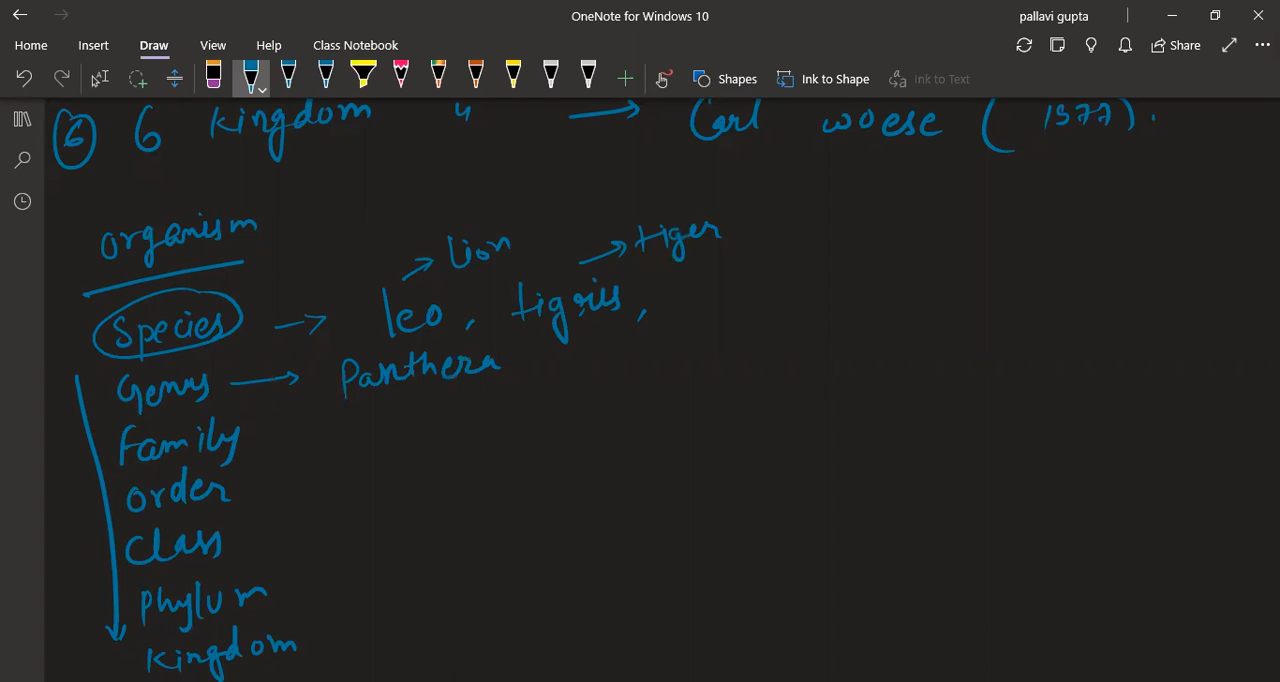 OneNote for Windows 10
pallavi gupta
Home Insert Draw View Help Class Notebook
Share
Shapes Ink to Shape Ink to Text
6 6 Kingdom " → Carl woese (1977).
organism
→ Lion → tiger
Species → leo, tigris,
Genus → Panthera
Family
order
Class
Phylum
Kingdom